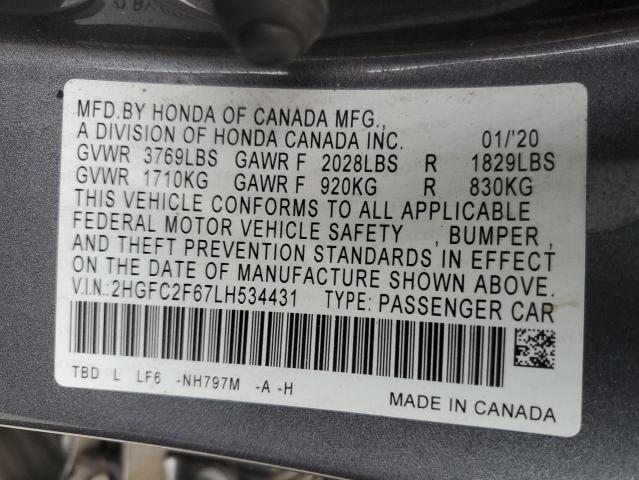 MFD.BY HONDA OF CANADA MFG.,
A DIVISION OF HONDA CANADA INC. 01/'20
GVWR 3769LBS GAWR F 2028LBS R 1829LBS
GVWR 1710KG GAWR F 920KG R 830KG
THIS VEHICLE CONFORMS TO ALL APPLICABLE
FEDERAL MOTOR VEHICLE SAFETY , BUMPER ,
AND THEFT PREVENTION STANDARDS IN EFFECT
ON THE DATE OF MANUFACTURE SHOWN ABOVE.
V.I.N.:2HGFC2F67LH534431 TYPE: PASSENGER CAR
TBD L LF6 -NH797M -A -H
MADE IN CANADA